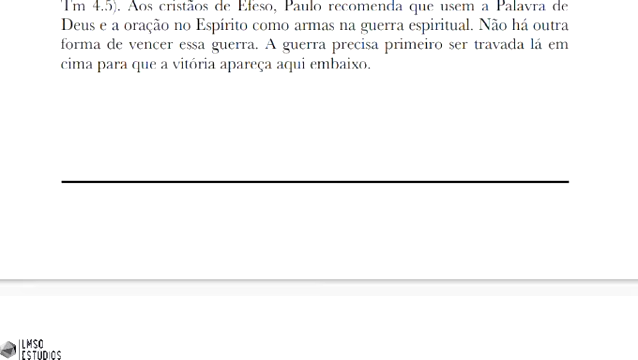 Tm 4.5). Aos cristãos de Éfeso, Paulo recomenda que usem a Palavra de
Deus e a oração no Espírito como armas na guerra espiritual. Não há outra
forma de vencer essa guerra. A guerra precisa primeiro ser travada lá em
cima para que a vitória apareça aqui embaixo.
LMSO
ESTÚDIOS